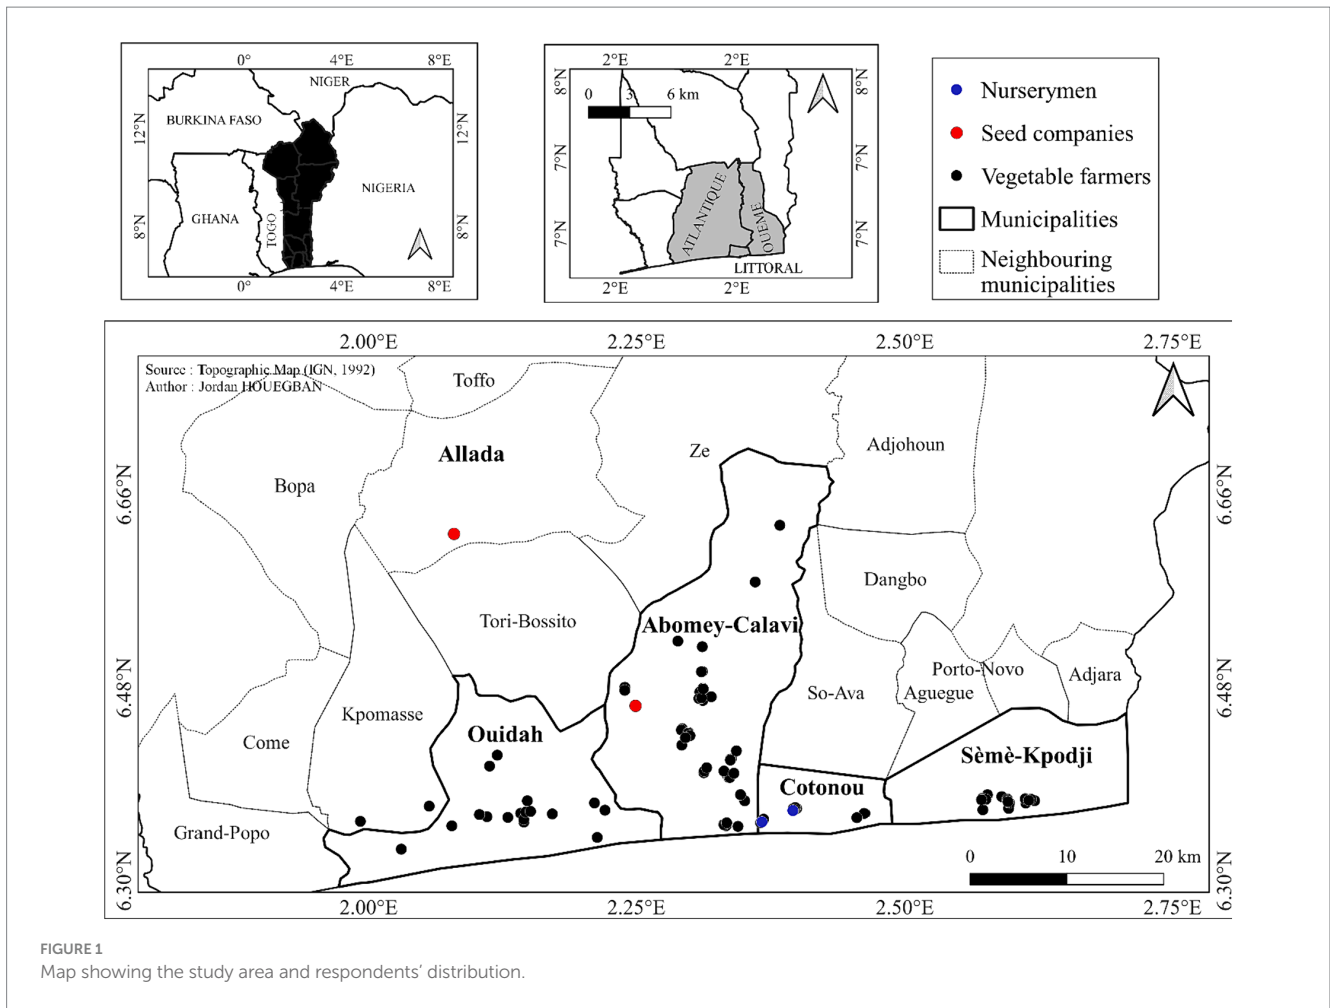 0°
4°E
8°E
NIGER
BURKINA FASO
12°N
12°N
NIGERIA
GHANA
TOGO
8°N
8°N
0°
4°E
8°E
2°E
2°E
8°N
8°N
0 3 6 km
7°N
7°N
ATLANTIQUE
OUEME
7°N
7°N
LITTORAL
2°E
2°E
Nurserymen
Seed companies
Vegetable farmers
Municipalities
Neighbouring
municipalities
2.00°E
2.25°E
2.50°E
2.75°E
Source : Topographic Map (IGN, 1992)
Author : Jordan HOUEGBAN
Toffo
Allada
Ze
Adjohoun
Bopa
6.66°N
6.66°N
Dangbo
Tori-Bossito
Abomey-Calavi
Porto-Novo
Adjara
So-Ava
Aguegue
6.48°N
6.48°N
Kpomasse
Ouidah
Come
Sèmè-Kpodji
Cotonou
Grand-Popo
0 10 20 km
6.30°N
6.30°N
2.00°E
2.25°E
2.50°E
2.75°E
FIGURE 1
Map showing the study area and respondents’ distribution.